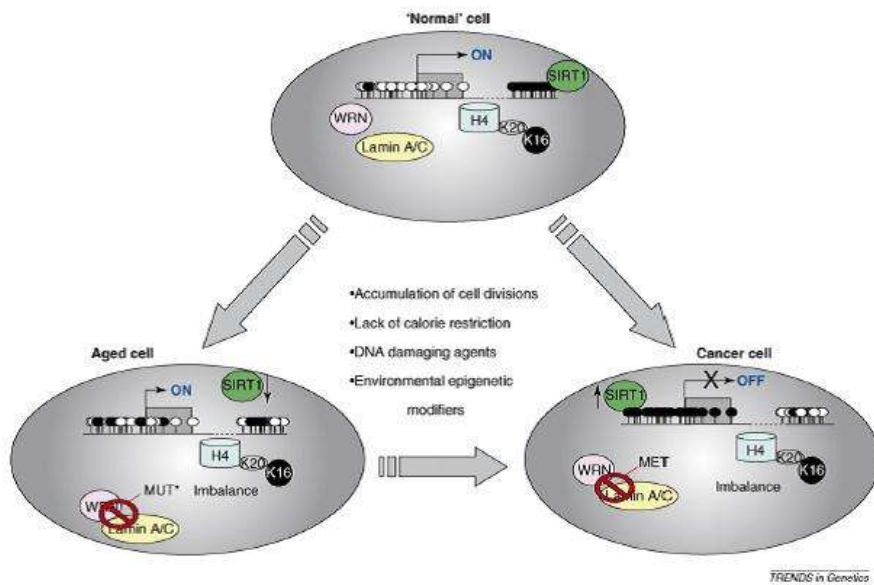 'Normal' cell
ON
SIRT1
WRN
H4
K20
K16
Lamin A/C
•Accumulation of cell divisions
•Lack of calorie restriction
•DNA damaging agents
•Environmental epigenetic
modifiers
Aged cell
ON
SIRT1
H4
K20
K16
MUT*
Imbalance
Lamin A/C
Cancer cell
SIRT1
X
OFF
H4
K20
K16
WRN
MET
Lamin A/C
Imbalance
TRENDS in Genetics